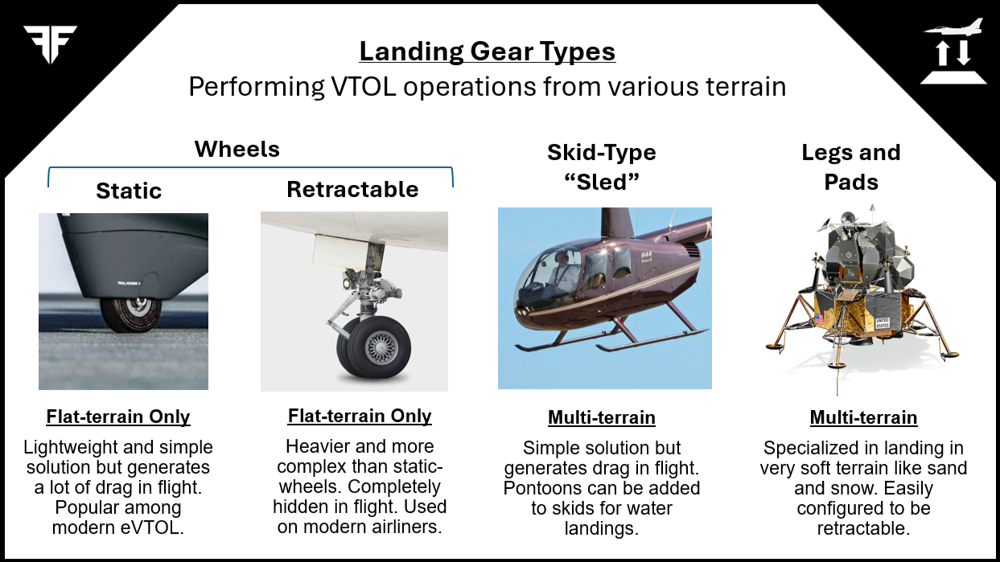 Landing Gear Types
Performing VTOL operations from various terrain
Wheels
Static
Retractable
Flat-terrain Only
Lightweight and simple
solution but generates
a lot of drag in flight.
Popular among
modern eVTOL.
Flat-terrain Only
Heavier and more
complex than static-
wheels. Completely
hidden in flight. Used
on modern airliners.
Skid-Type
“Sled”
R44
Multi-terrain
Simple solution but
generates drag in flight.
Pontoons can be added
to skids for water
landings.
Legs and
Pads
UNITED
STATES
Multi-terrain
Specialized in landing in
very soft terrain like sand
and snow. Easily
configured to be
retractable.